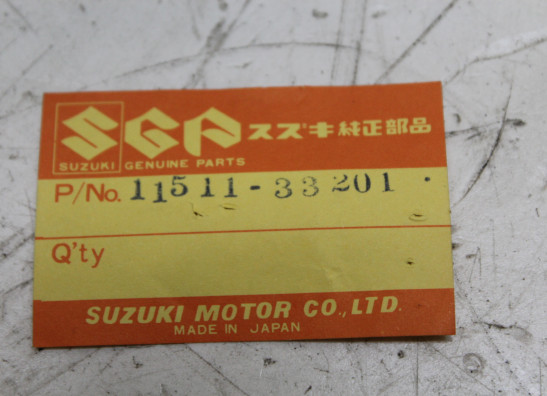 SGP スズキ純正部品
SUZUKI GENUINE PARTS
P/No. 11511-33201
Q'ty
SUZUKI MOTOR CO., LTD.
MADE IN JAPAN